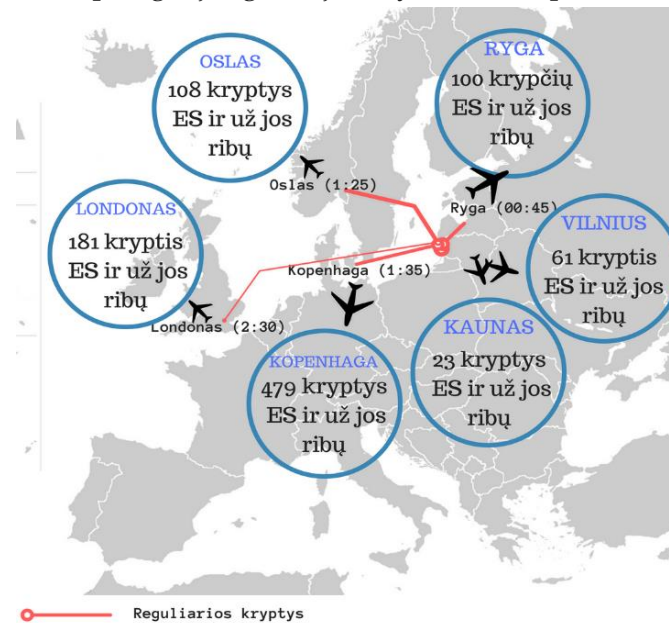 OSLAS
108 kryptys
ES ir už jos
ribų
RYGA
100 krypčių
ES ir už jos
ribų
Oslas (1:25)
Ryga (00:45)
LONDONAS
181 kryptis
ES ir už jos
ribų
VILNIUS
61 kryptis
ES ir už jos
ribų
Kopenhaga (1:35)
Londonas (2:30)
KAUNAS
23 kryptys
ES ir už jos
ribų
KOPENHAGA
479 kryptys
ES ir už jos
ribų
Reguliarios kryptys